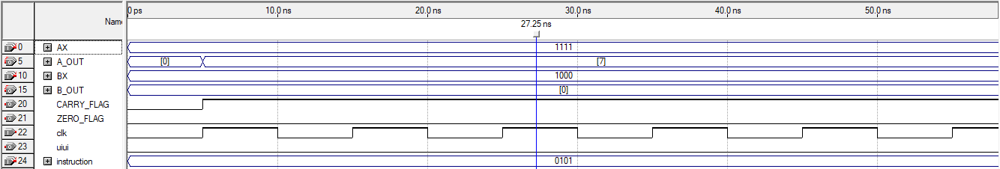 0 ps 10.0 ns 20.0 ns 30.0 ns 40.0 ns 50.0 ns
Name
27.25 ns
0 AX 1111
5 A_OUT [0] [7]
10 BX 1000
15 B_OUT [0]
20 CARRY_FLAG
21 ZERO_FLAG
22 clk
23 uiui
24 instruction 0101